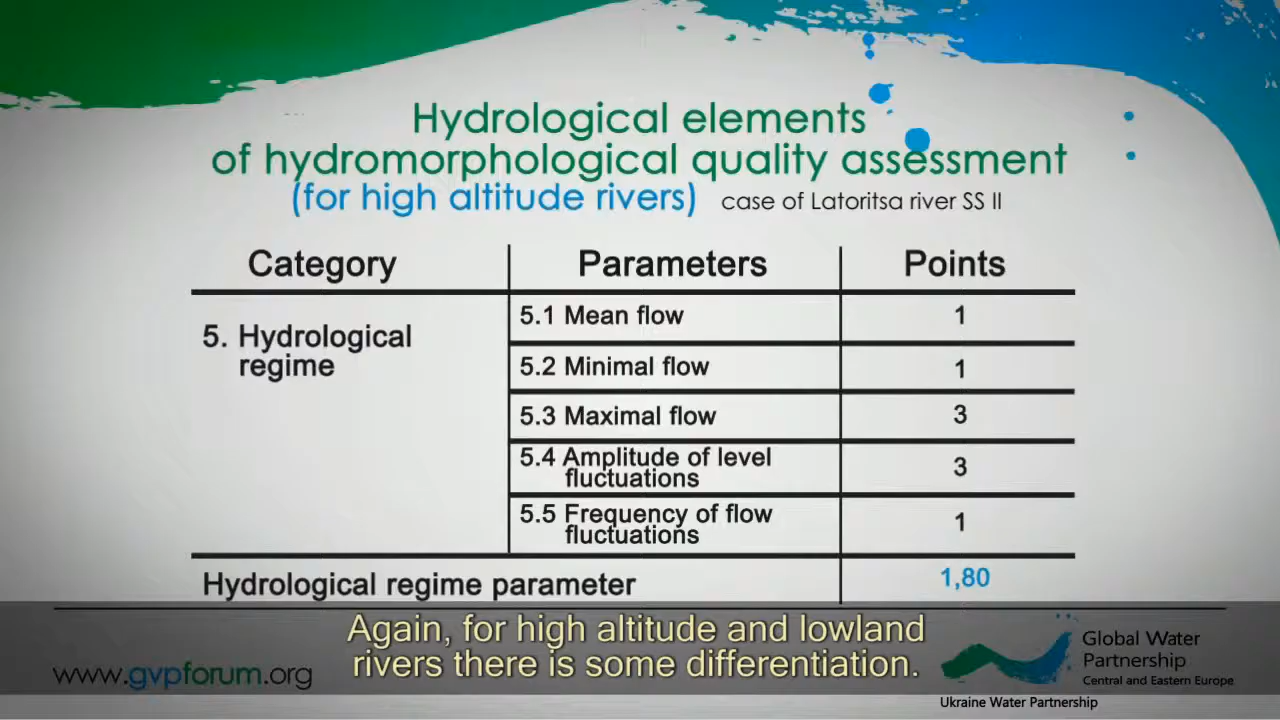 Hydrological elements
of hydromorphological quality assessment
(for high altitude rivers) case of Latoritsa river SS II
Category Parameters Points
5. Hydrological regime
5.1 Mean flow 1
5.2 Minimal flow 1
5.3 Maximal flow 3
5.4 Amplitude of level
fluctuations 3
5.5 Frequency of flow
fluctuations 1
Hydrological regime parameter 1,80
Again, for high altitude and lowland
rivers there is some differentiation.
www.gvpforum.org
Global Water
Partnership
Central and Eastern Europe
Ukraine Water Partnership